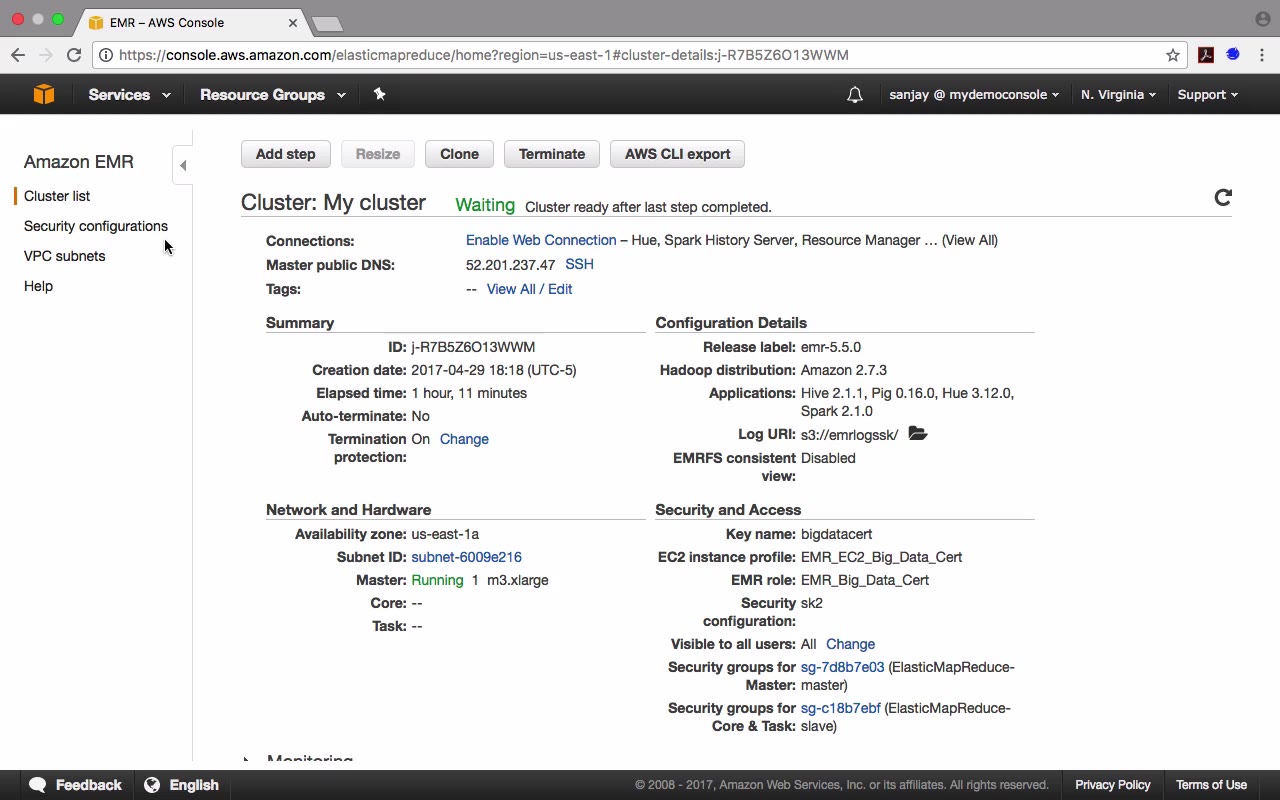 EMR – AWS Console
https://console.aws.amazon.com/elasticmapreduce/home?region=us-east-1#cluster-details:j-R7B5Z6O13WWM
Services Resource Groups sanjay @ mydemoconsole N. Virginia Support
Amazon EMR
Cluster list
Security configurations
VPC subnets
Help
Add step Resize Clone Terminate AWS CLI export
Cluster: My cluster Waiting Cluster ready after last step completed.
Connections: Enable Web Connection – Hue, Spark History Server, Resource Manager … (View All)
Master public DNS: 52.201.237.47 SSH
Tags: -- View All / Edit
Summary
ID: j-R7B5Z6O13WWM
Creation date: 2017-04-29 18:18 (UTC-5)
Elapsed time: 1 hour, 11 minutes
Auto-terminate: No
Termination On Change
protection:
Configuration Details
Release label: emr-5.5.0
Hadoop distribution: Amazon 2.7.3
Applications: Hive 2.1.1, Pig 0.16.0, Hue 3.12.0,
Spark 2.1.0
Log URI: s3://emrlogssk/
EMRFS consistent Disabled
view:
Network and Hardware
Availability zone: us-east-1a
Subnet ID: subnet-6009e216
Master: Running 1 m3.xlarge
Core: --
Task: --
Security and Access
Key name: bigdatacert
EC2 instance profile: EMR_EC2_Big_Data_Cert
EMR role: EMR_Big_Data_Cert
Security sk2
configuration:
Visible to all users: All Change
Security groups for sg-7d8b7e03 (ElasticMapReduce-
Master: master)
Security groups for sg-c18b7ebf (ElasticMapReduce-
Core & Task: slave)
Monitoring
Feedback English © 2008 - 2017, Amazon Web Services, Inc. or its affiliates. All rights reserved. Privacy Policy Terms of Use